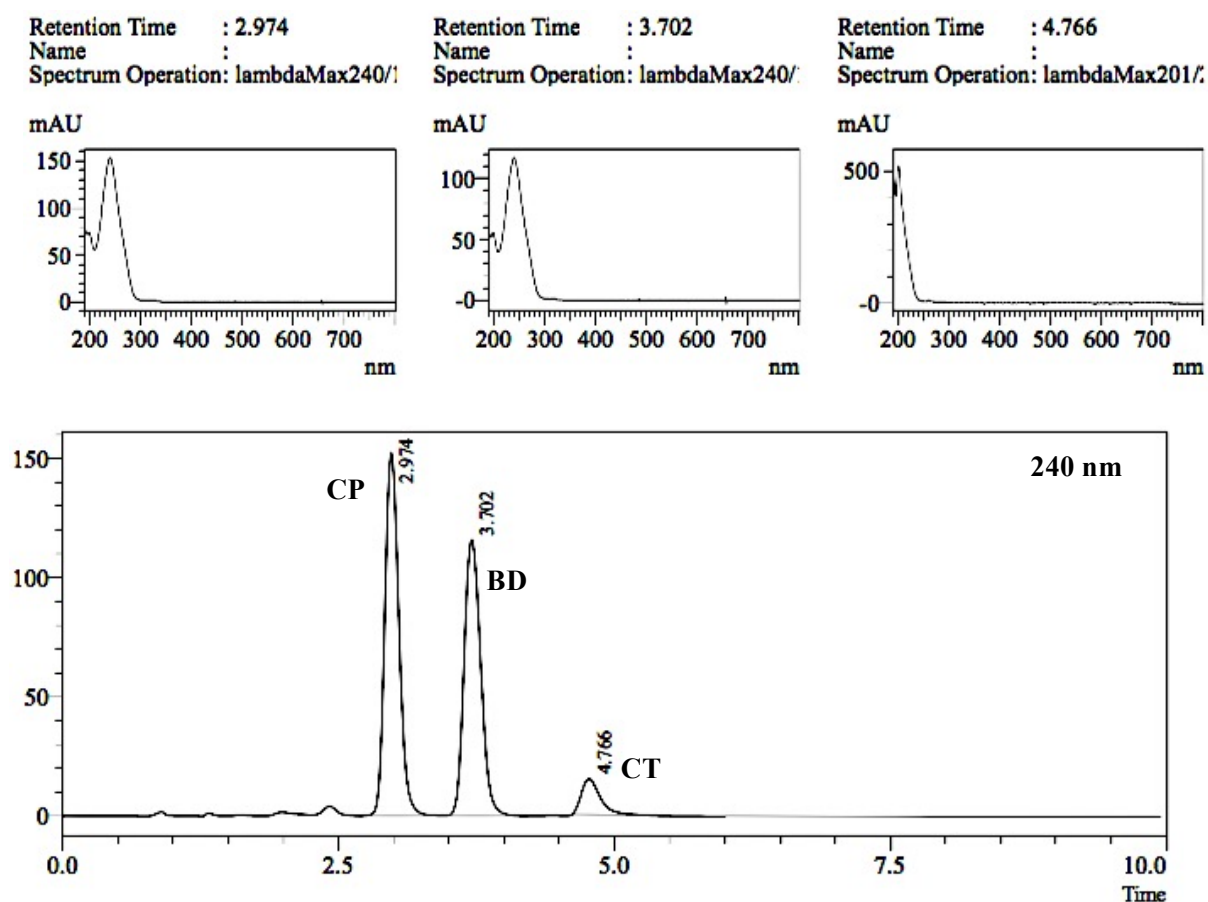 Retention Time : 2.974
Name :
Spectrum Operation: lambdaMax240/1
mAU
150
100
50
0
200 300 400 500 600 700
nm
Retention Time : 3.702
Name :
Spectrum Operation: lambdaMax240/
mAU
100
50
-0
200 300 400 500 600 700
nm
Retention Time : 4.766
Name :
Spectrum Operation: lambdaMax201/2
mAU
500
-0
200 300 400 500 600 700
nm
240 nm
150
100
50
0
CP
2.974
3.702
BD
4.766
CT
0.0 2.5 5.0 7.5 10.0
Time